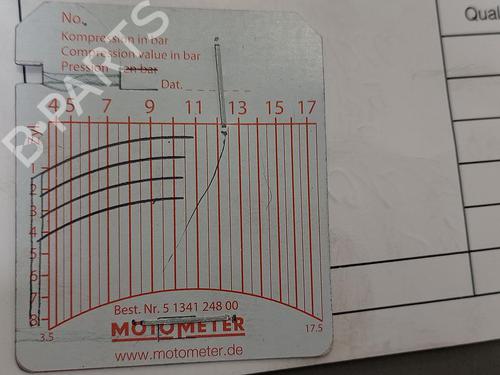 No.
Kompression in bar
Compression value in bar
Pression en bar
Dat.
4 5 7 9 11 13 15 17
1
2
3
4
5
6
7
8
3.5 17.5
Best. Nr. 5 1341 248 00
MOTOMETER
www.motometer.de
Qual
B-PARTS